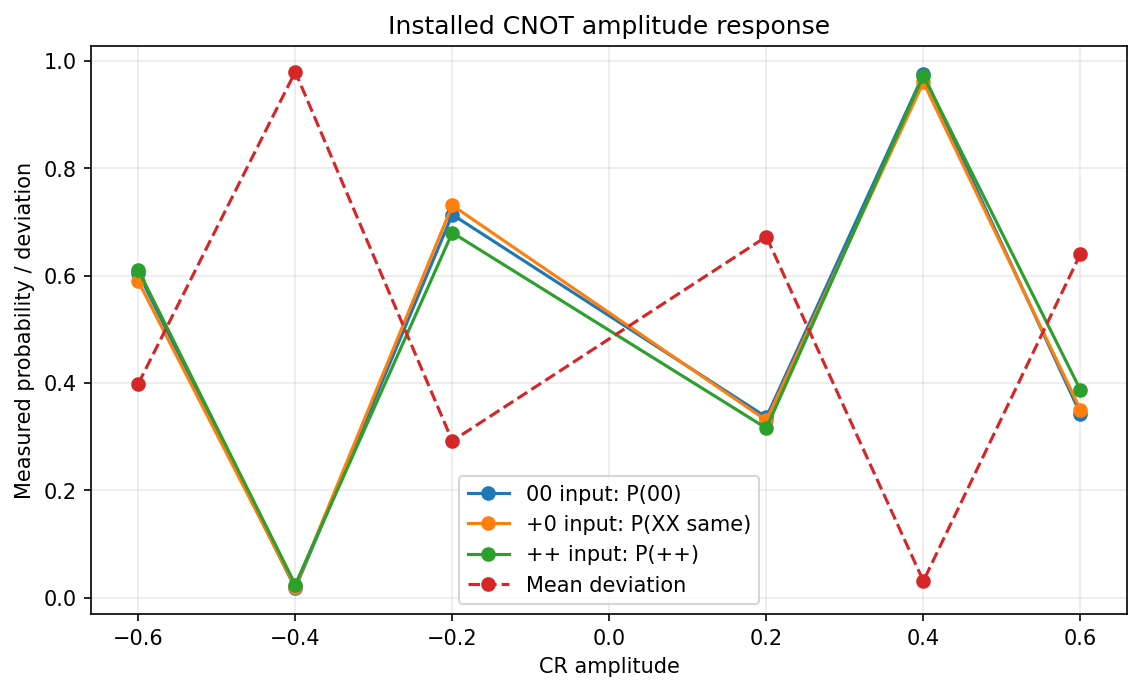 Installed CNOT amplitude response
Measured probability / deviation
1.0
0.8
0.6
0.4
0.2
0.0
00 input: P(00)
+0 input: P(XX same)
++ input: P(++)
Mean deviation
−0.6 −0.4 −0.2 0.0 0.2 0.4 0.6
CR amplitude